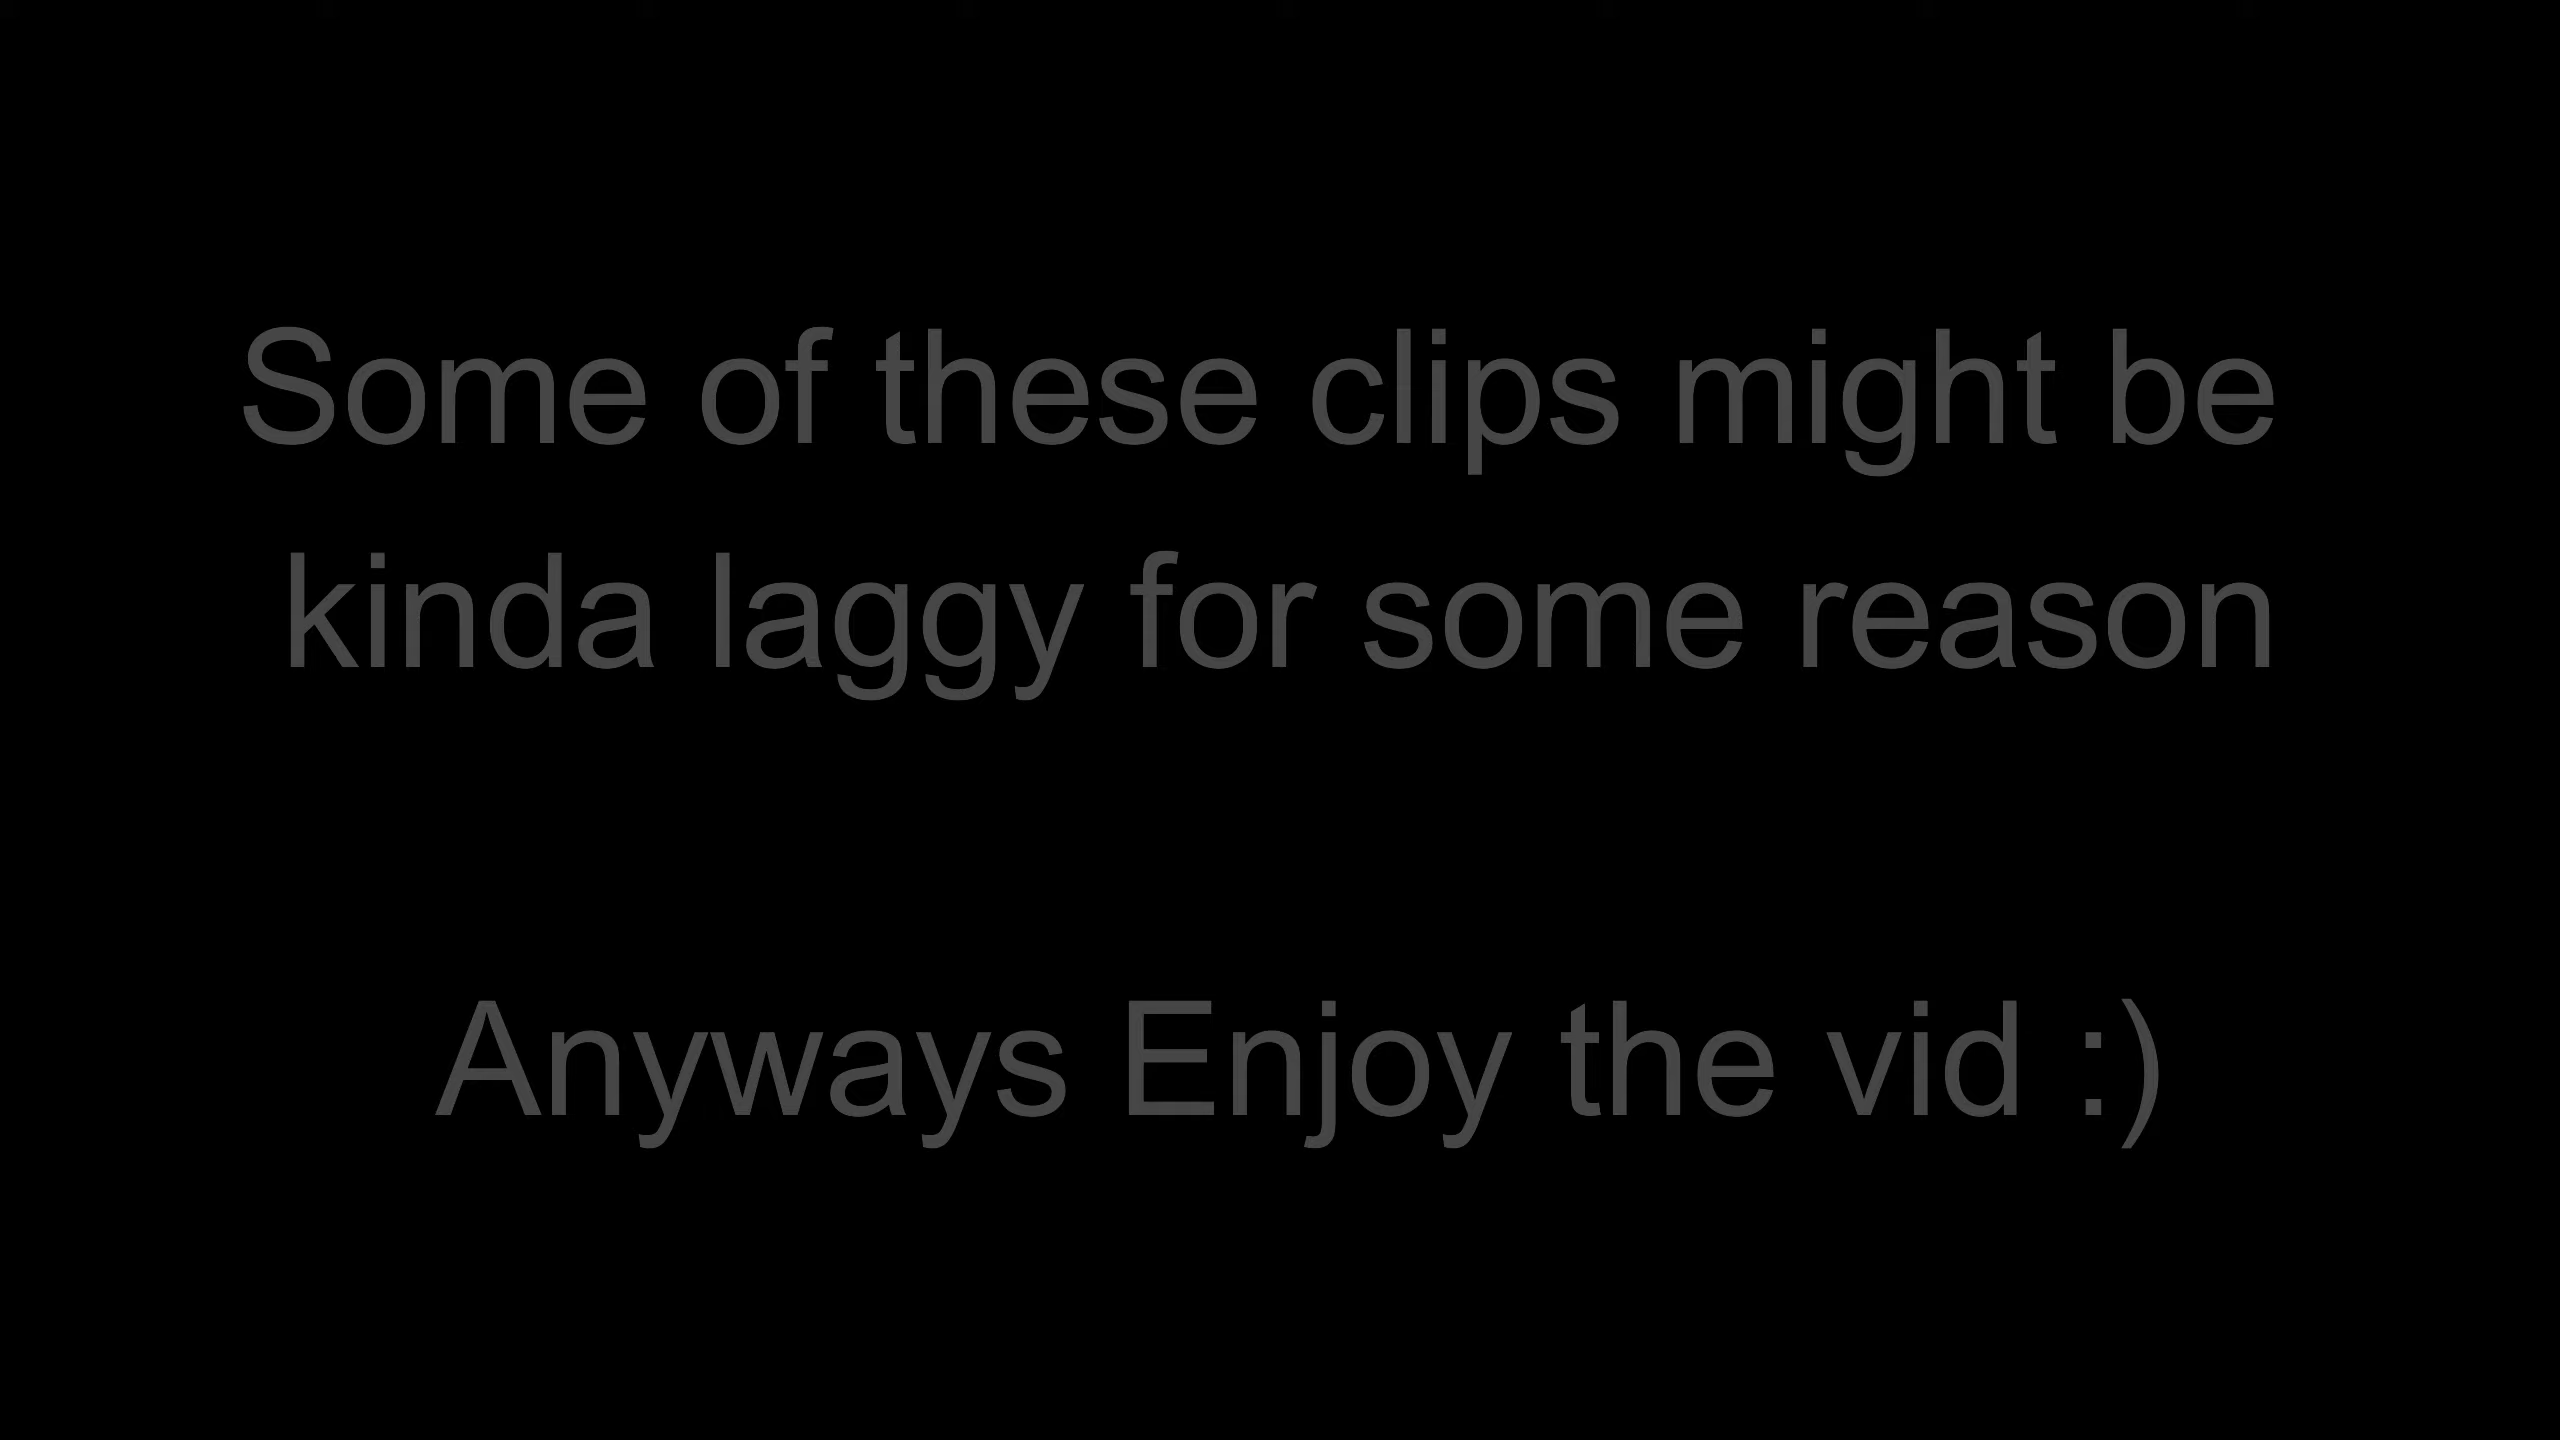 Some of these clips might be
kinda laggy for some reason
Anyways Enjoy the vid :)